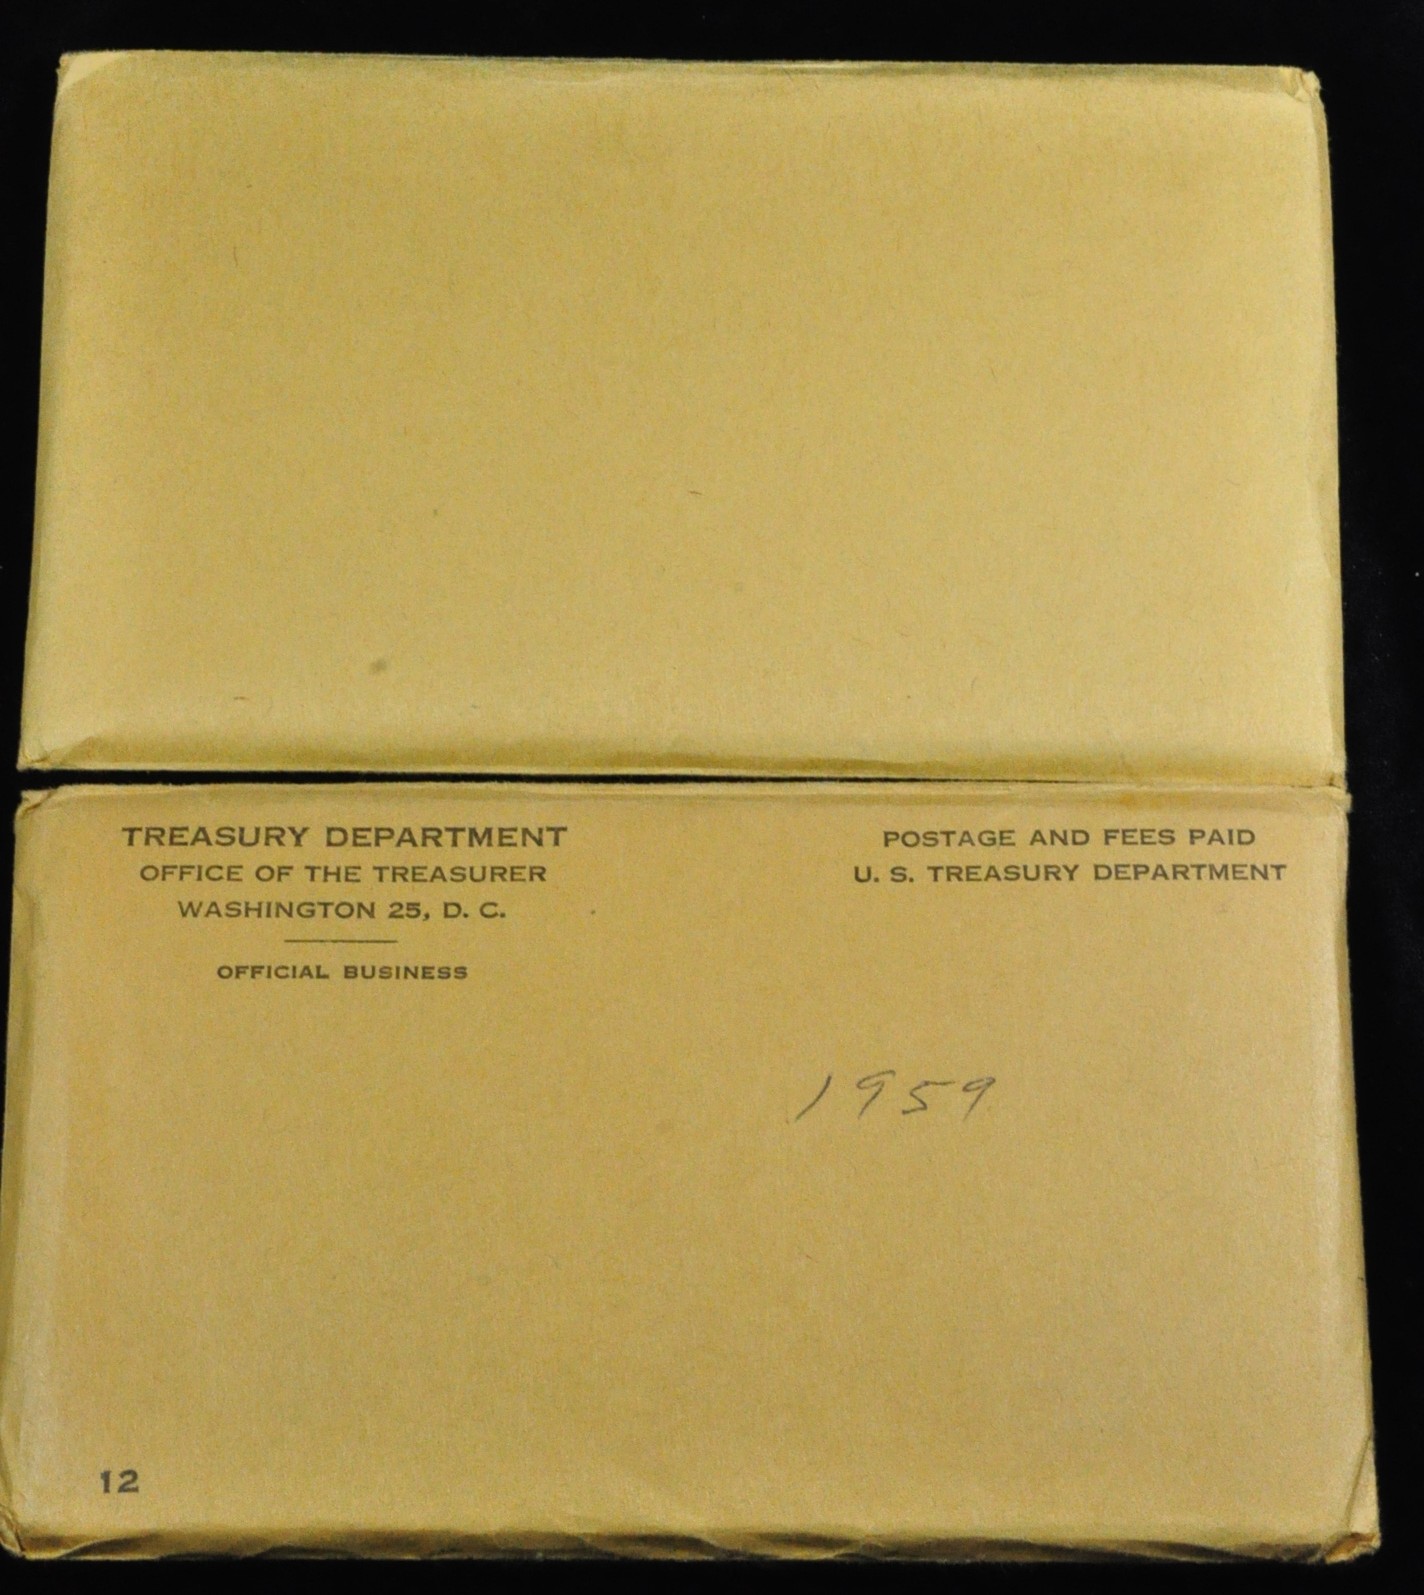 TREASURY DEPARTMENT
OFFICE OF THE TREASURER
WASHINGTON 25, D. C.
OFFICIAL BUSINESS
POSTAGE AND FEES PAID
U. S. TREASURY DEPARTMENT
1959
12